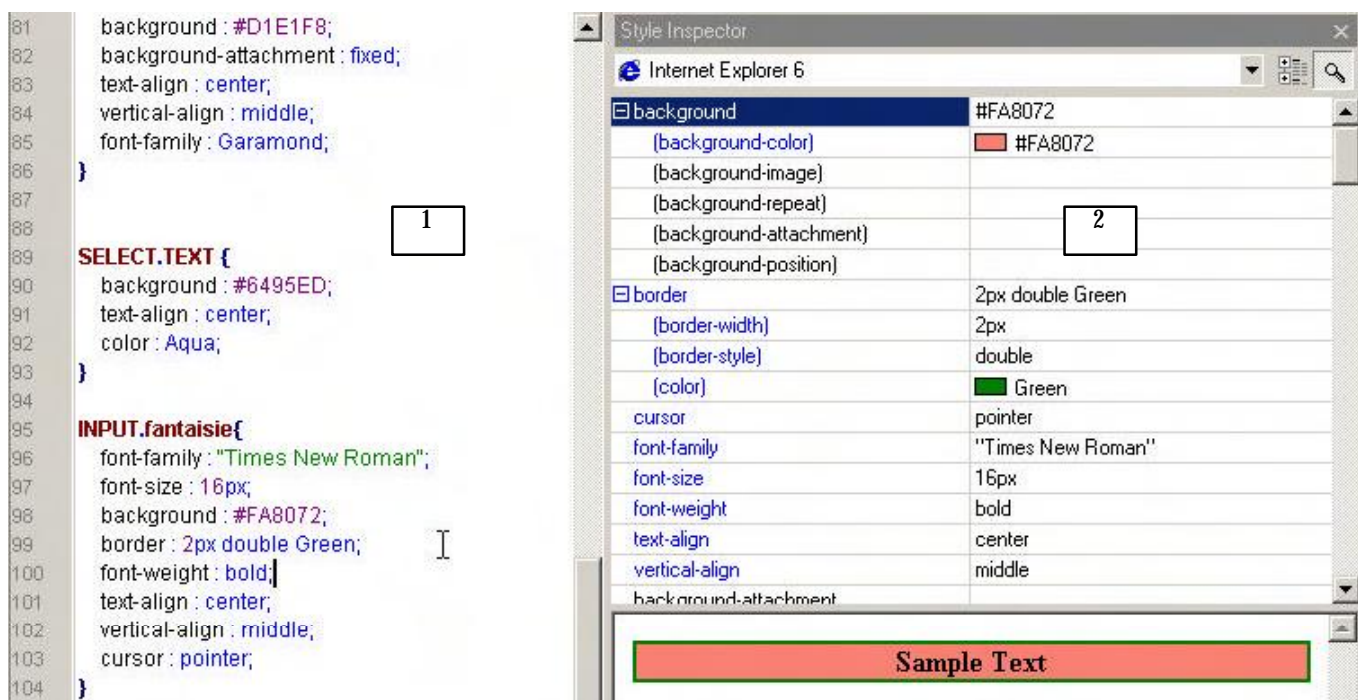 81 background : #D1E1F8;
82 background-attachment : fixed;
83 text-align : center;
84 vertical-align : middle;
85 font-family : Garamond;
86 }
87
88
89 SELECT.TEXT {
90 background : #6495ED;
91 text-align : center;
92 color : Aqua;
93 }
94
95 INPUT.fantaisie{
96 font-family : "Times New Roman";
97 font-size : 16px;
98 background : #FA8072;
99 border : 2px double Green;
100 font-weight : bold;
101 text-align : center;
102 vertical-align : middle;
103 cursor : pointer;
104 }
1
Style Inspector
Internet Explorer 6
background #FA8072
(background-color) #FA8072
(background-image)
(background-repeat)
(background-attachment)
(background-position)
2
border 2px double Green
(border-width) 2px
(border-style) double
(color) Green
cursor pointer
font-family "Times New Roman"
font-size 16px
font-weight bold
text-align center
vertical-align middle
background-attachment
Sample Text